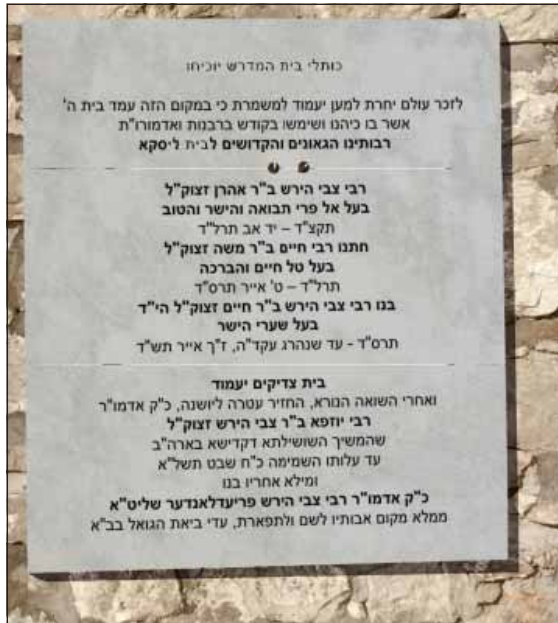 כותלי בית המדרש יוכיחו
לזכר עולם יחרת למען יעמוד למשמרת כי במקום הזה עמד בית ה'
אשר בו כיהנו ושימשו בקודש ברבנות ואדמורו"ת
רבותינו הגאונים והקדושים לבית ליסקא
רבי צבי הירש ב"ר אהרן זצוק"ל
בעל אל פרי תבואה והישר והטוב
תקצ"ד – יד אב תרל"ד
חתנו רבי חיים ב"ר משה זצוק"ל
בעל טל חיים והברכה
תרל"ד – ט' אייר תרס"ד
בנו רבי צבי הירש ב"ר חיים זצוק"ל הי"ד
בעל שערי הישר
תרס"ד - עד שנהרג עקד"ה, ז"ך אייר תש"ד
בית צדיקים יעמוד
ואחרי השואה הנורא, החזיר עטרה ליושנה, כ"ק אדמו"ר
רבי יוזפא ב"ר צבי הירש זצוק"ל
שהמשיך השושילתא דקדישא בארה"ב
עד עלותו השמימה כ"ח שבט תשל"א
ומילא אחריו בנו
כ"ק אדמו"ר רבי צבי הירש פריעדלאנדער שליט"א
ממלא מקום אבותיו לשם ולתפארת, עדי ביאת הגואל בב"א